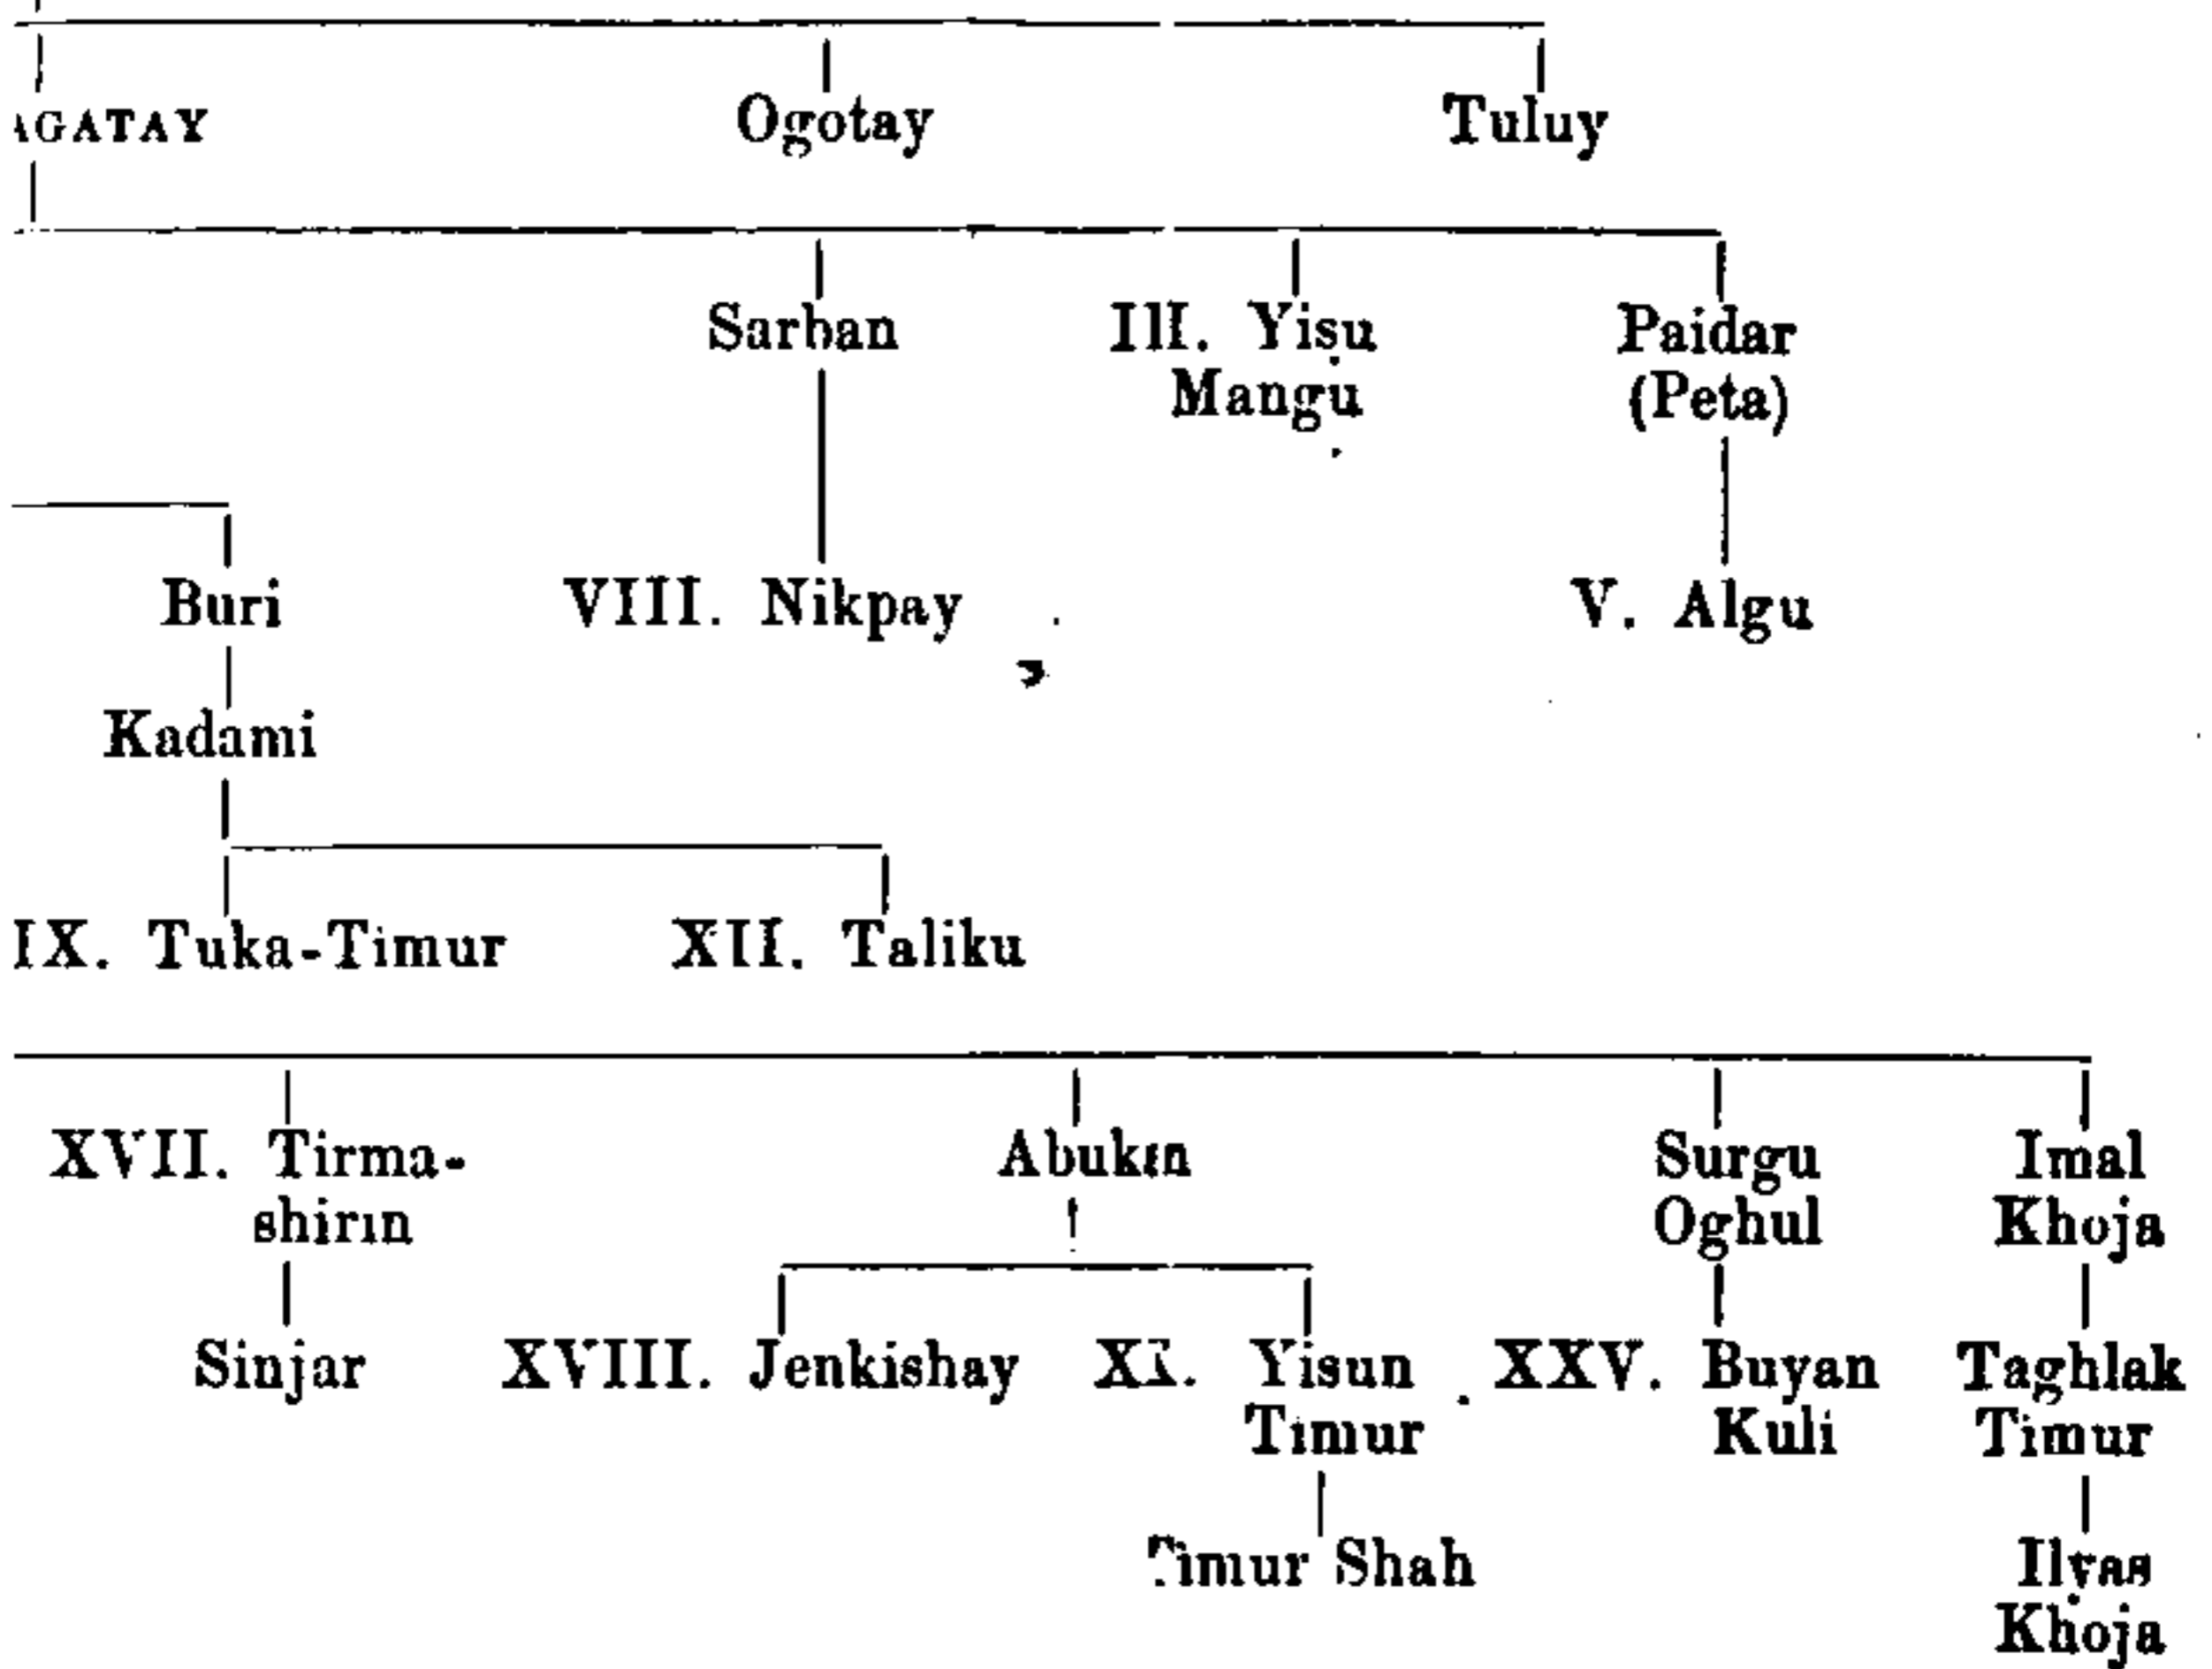 AGATAY Ogotay Tuluy
Sarban III. Yisu Paidar
Mangu (Peta)
Buri VIII. Nikpay V. Algu
Kadami
IX. Tuka-Timur XII. Taliku
XVII. Tirma- Abukan Surgu Imal
shirin Oghul Khoja
Sinjar XVIII. Jenkishay Yisun XXV. Buyan Taghlak
Timur Kuli Timur
Timur Shah Ilyas
Khoja